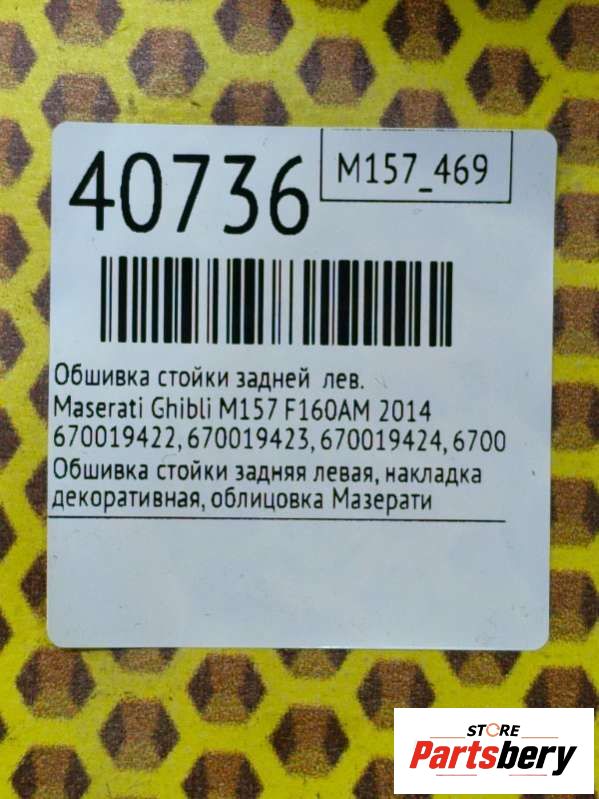 40736
M157_469
Обшивка стойки задней лев.
Maserati Ghibli M157 F160AM 2014
670019422, 670019423, 670019424, 6700
Обшивка стойки задняя левая, накладка
декоративная, облицовка Мазерати
STORE
Partsbery